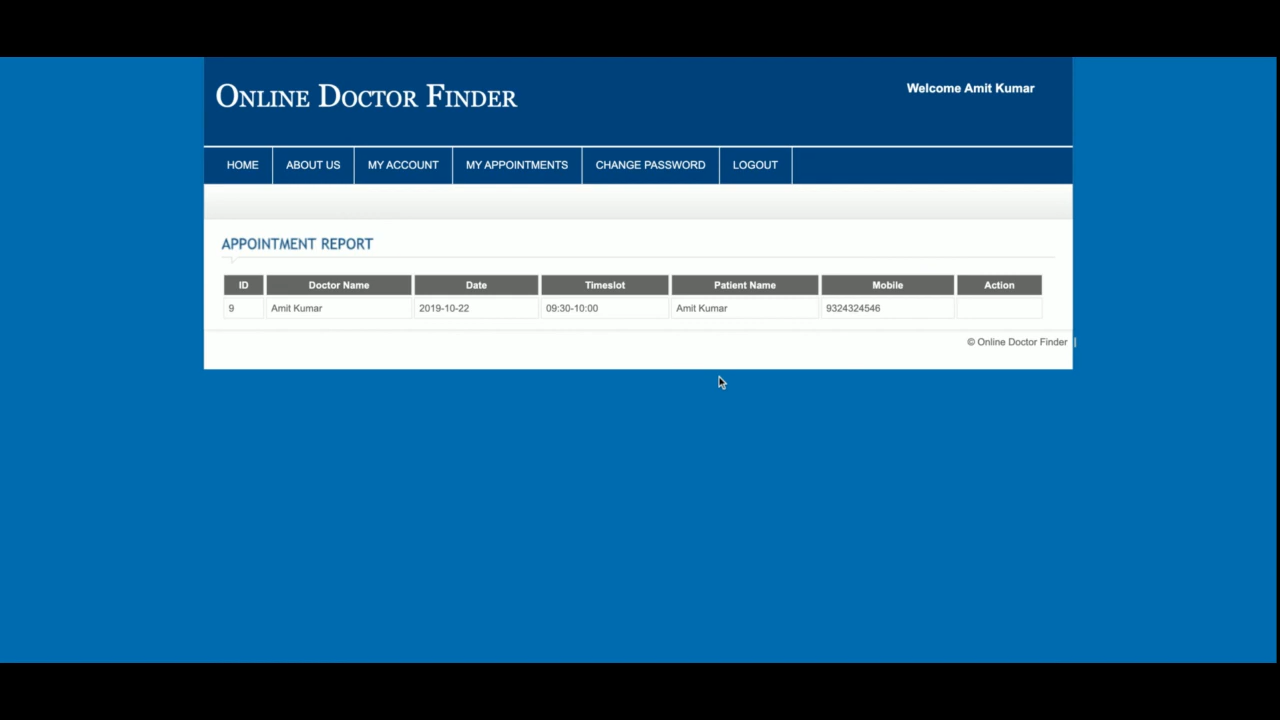 ONLINE DOCTOR FINDER
Welcome Amit Kumar
HOME ABOUT US MY ACCOUNT MY APPOINTMENTS CHANGE PASSWORD LOGOUT
APPOINTMENT REPORT
ID Doctor Name Date Timeslot Patient Name Mobile Action
9 Amit Kumar 2019-10-22 09:30-10:00 Amit Kumar 9324324546
© Online Doctor Finder |